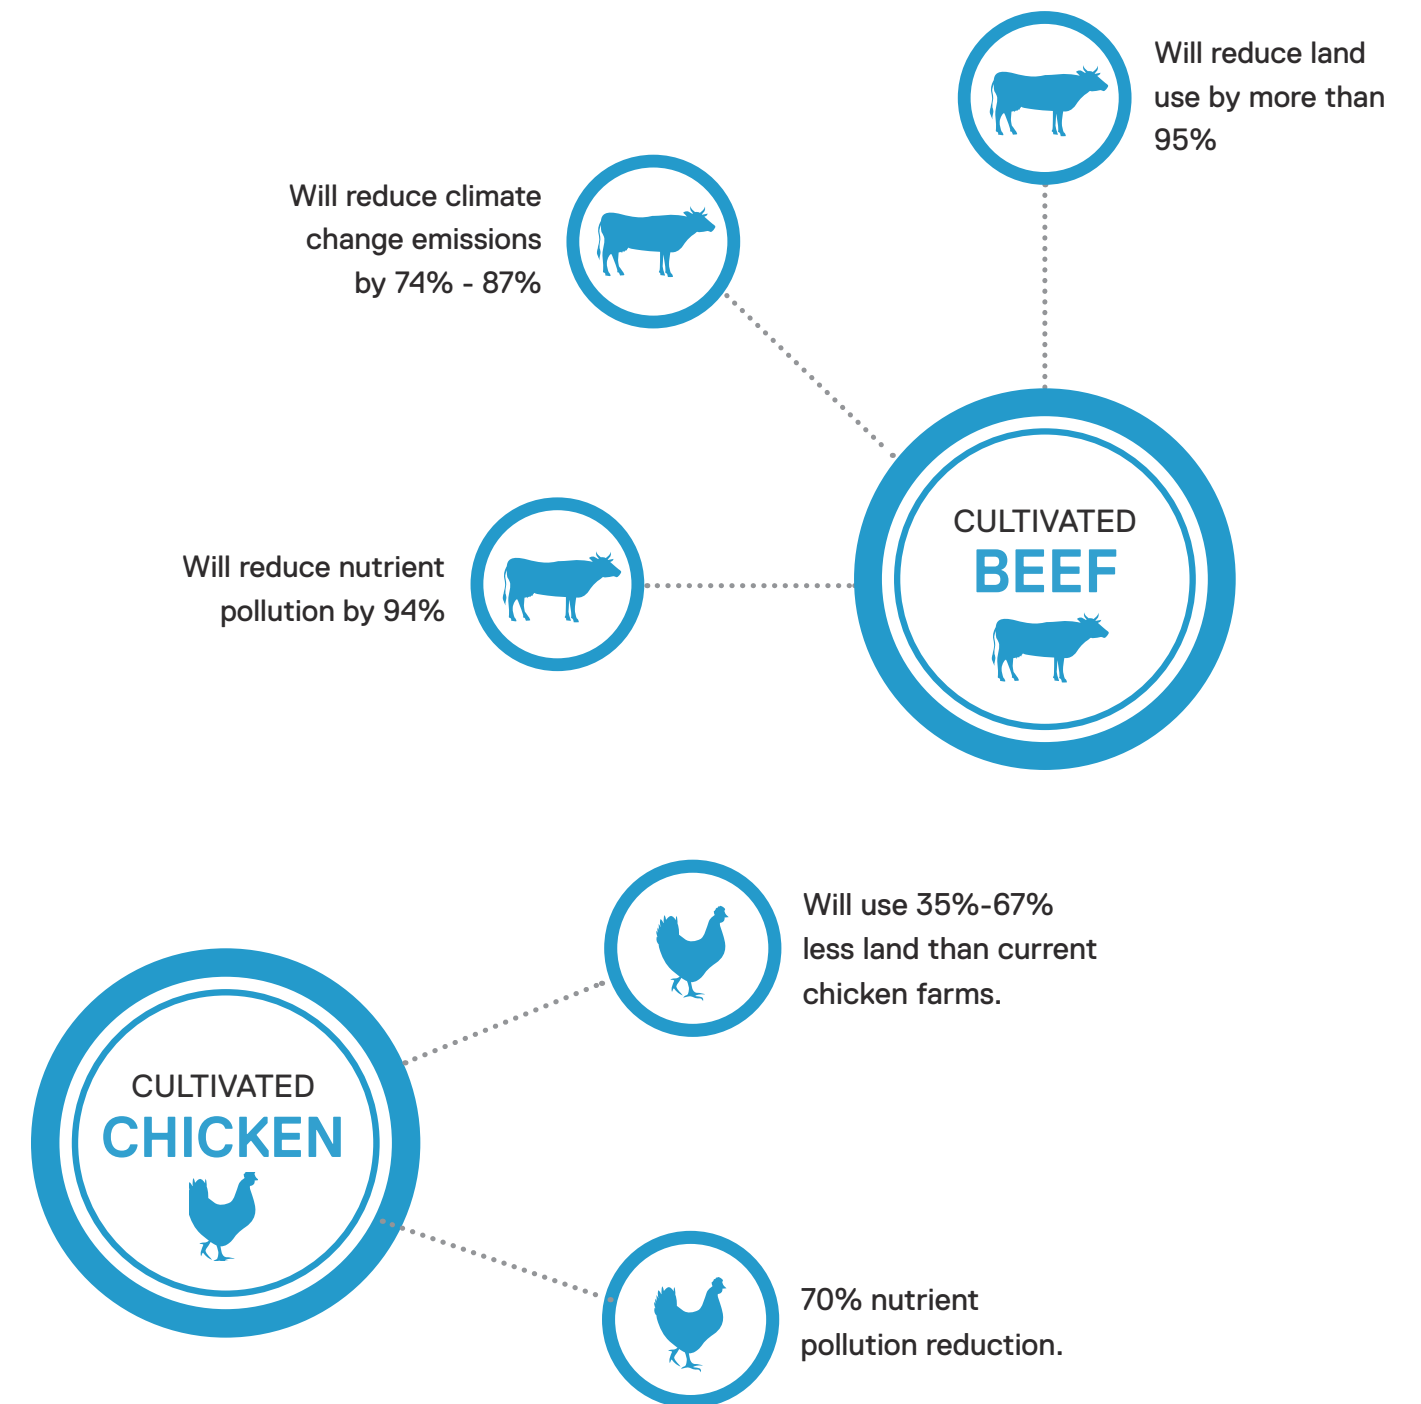 Will reduce land
use by more than
95%
Will reduce climate
change emissions
by 74% - 87%
CULTIVATED
BEEF
Will reduce nutrient
pollution by 94%
Will use 35%-67%
less land than current
chicken farms.
CULTIVATED
CHICKEN
70% nutrient
pollution reduction.